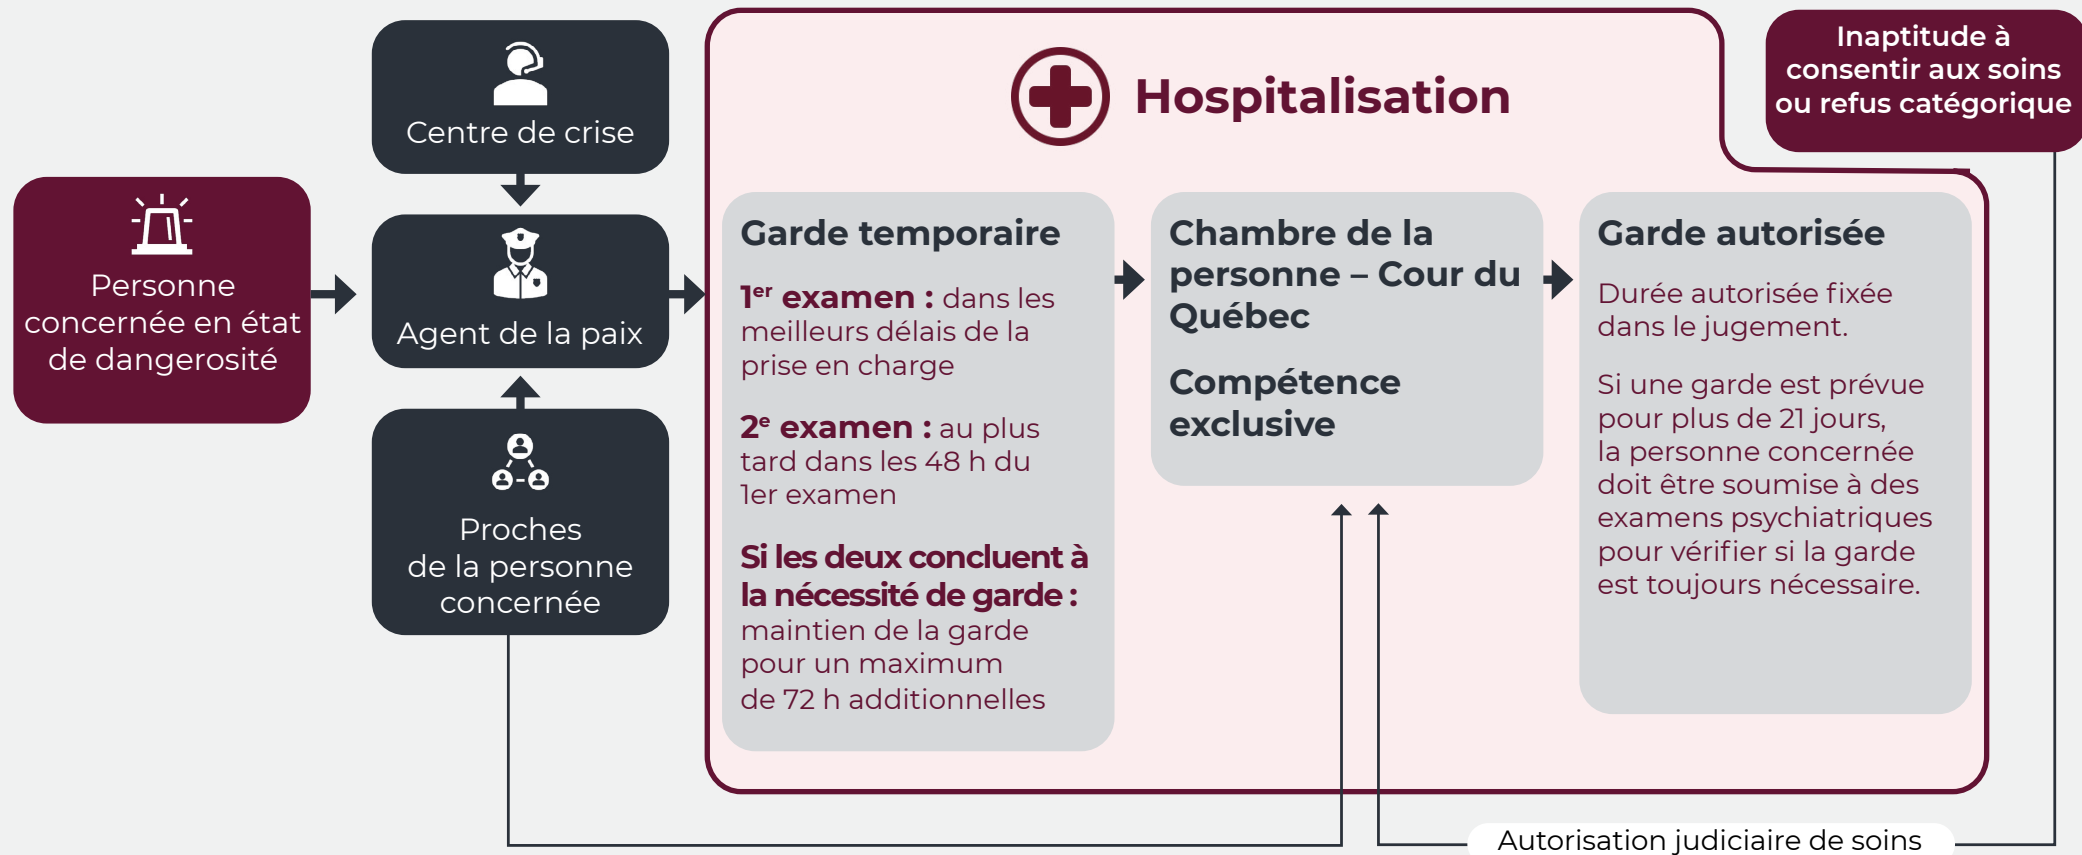 Personne
concernée en état
de dangerosité
Centre de crise
Agent de la paix
Proches
de la personne
concernée
Hospitalisation
Garde temporaire
1er examen : dans les
meilleurs délais de la
prise en charge
2e examen : au plus
tard dans les 48 h du
1er examen
Si les deux concluent à
la nécessité de garde :
maintien de la garde
pour un maximum
de 72 h additionnelles
Chambre de la
personne – Cour du
Québec
Compétence
exclusive
Garde autorisée
Durée autorisée fixée
dans le jugement.
Si une garde est prévue
pour plus de 21 jours,
la personne concernée
doit être soumise à des
examens psychiatriques
pour vérifier si la garde
est toujours nécessaire.
Inaptitude à
consentir aux soins
ou refus catégorique
Autorisation judiciaire de soins